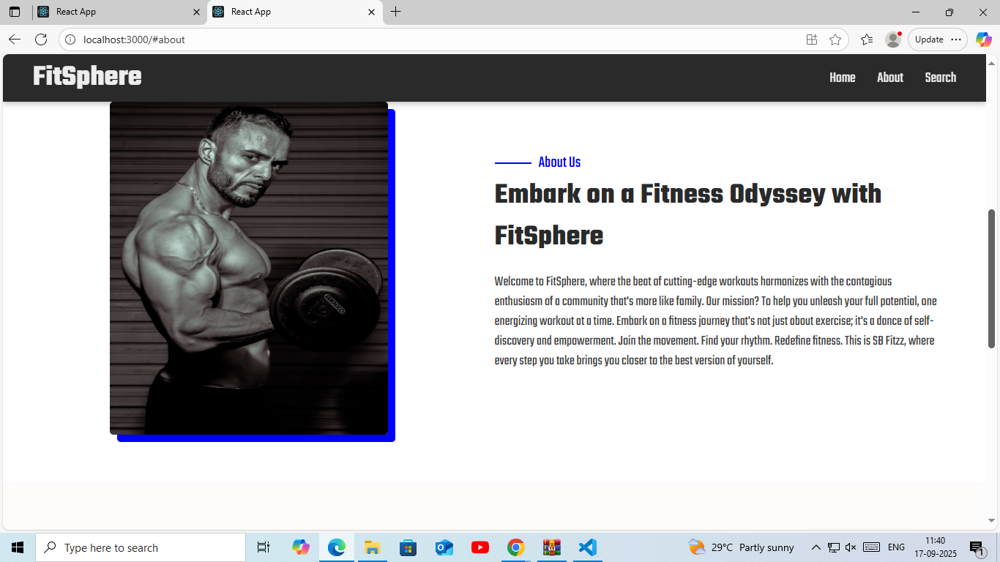 React App
React App
localhost:3000/#about
Update
FitSphere
Home About Search
About Us
Embark on a Fitness Odyssey with
FitSphere
Welcome to FitSphere, where the beat of cutting-edge workouts harmonizes with the contagious
enthusiasm of a community that's more like family. Our mission? To help you unleash your full potential, one
energizing workout at a time. Embark on a fitness journey that's not just about exercise; it's a dance of self-
discovery and empowerment. Join the movement. Find your rhythm. Redefine fitness. This is SB Fitzz, where
every step you take brings you closer to the best version of yourself.
Type here to search
29°C Partly sunny
ENG
11:40
17-09-2025
1